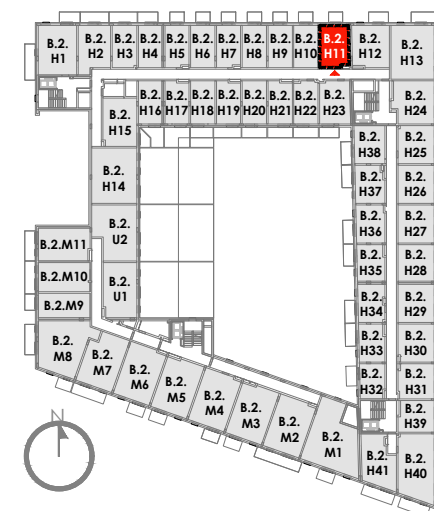 B.2.
H1
B.2.
H2
B.2.
H3
B.2.
H4
B.2.
H5
B.2.
H6
B.2.
H7
B.2.
H8
B.2.
H9
B.2.
H10
B.2.
H11
B.2.
H12
B.2.
H13
B.2.
H15
B.2.
H16
B.2.
H17
B.2.
H18
B.2.
H19
B.2.
H20
B.2.
H21
B.2.
H22
B.2.
H23
B.2.
H24
B.2.
H38
B.2.
H25
B.2.
H14
B.2.
H37
B.2.
H26
B.2.
U2
B.2.
H36
B.2.
H27
B.2.M11
B.2.
H35
B.2.
H28
B.2.M10
B.2.
U1
B.2.M9
B.2.
H34
B.2.
H29
B.2.
M8
B.2.
M7
B.2.
M6
B.2.
M5
B.2.
M4
B.2.
M3
B.2.
M2
B.2.
M1
B.2.
H33
B.2.
H30
B.2.
H32
B.2.
H31
B.2.
H39
B.2.
H41
B.2.
H40
N